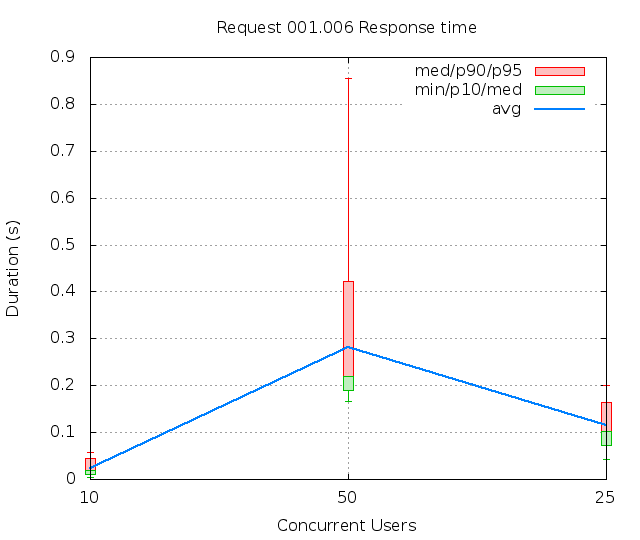 Request 001.006 Response time
med/p90/p95
min/p10/med
avg
0.9
0.8
0.7
0.6
0.5
0.4
0.3
0.2
0.1
0
Duration (s)
10 50 25
Concurrent Users